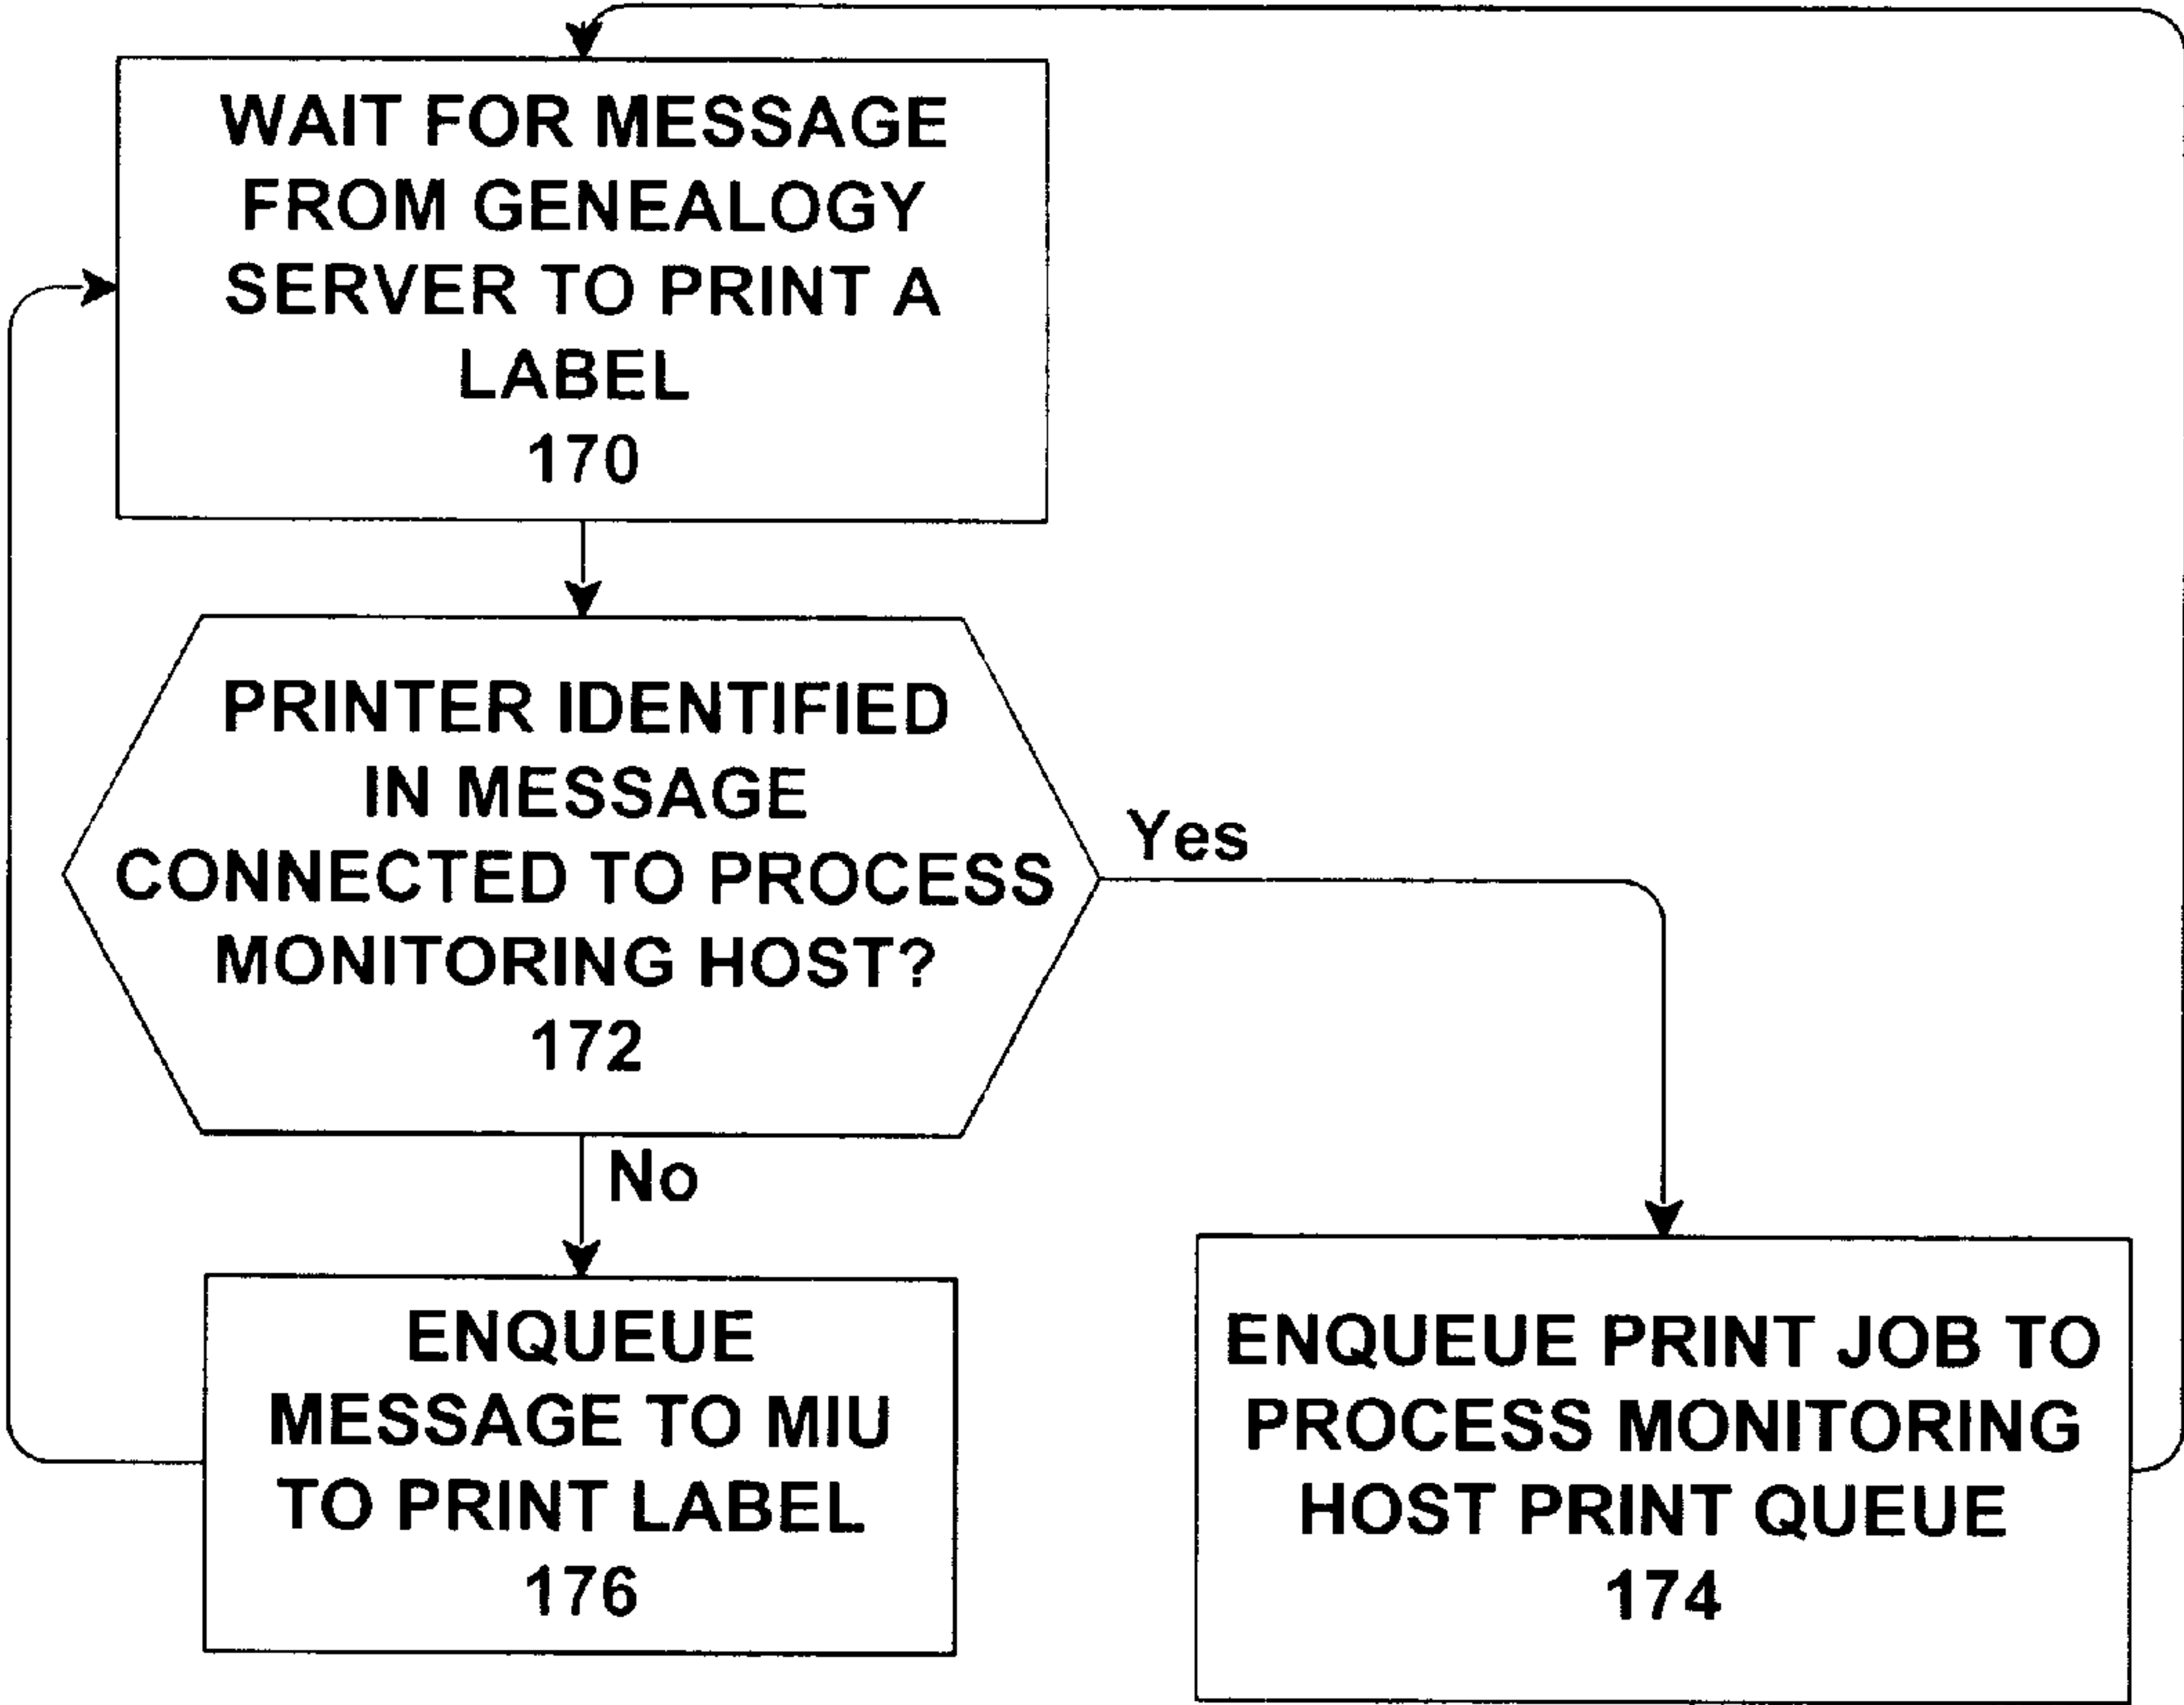 WAIT FOR MESSAGE
FROM GENEALOGY
SERVER TO PRINT A
LABEL
170
PRINTER IDENTIFIED
IN MESSAGE
CONNECTED TO PROCESS
MONITORING HOST?
172
Yes
No
ENQUEUE
MESSAGE TO MIU
TO PRINT LABEL
176
ENQUEUE PRINT JOB TO
PROCESS MONITORING
HOST PRINT QUEUE
174